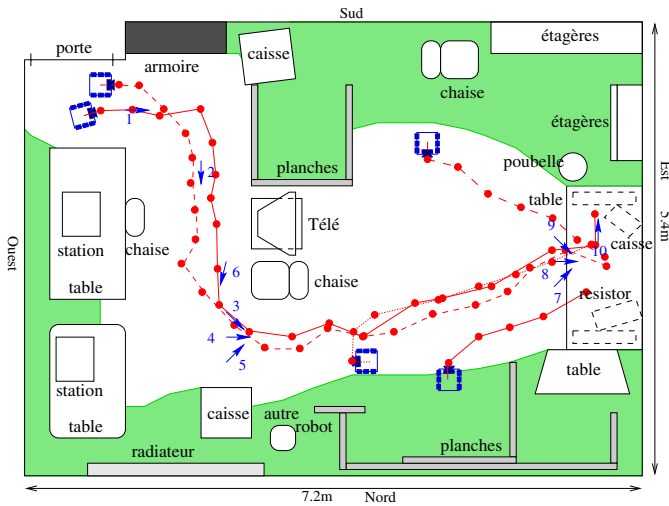 Sud
porte
étagères
armoire
caisse
chaise
1
étagères
2
planches
poubelle
Est
table
station
chaise
Télé
9
10
caisse
5.4m
Ouest
6
8
table
chaise
7
resistor
3
4
5
table
station
caisse
autre
robot
table
radiateur
planches
7.2m
Nord